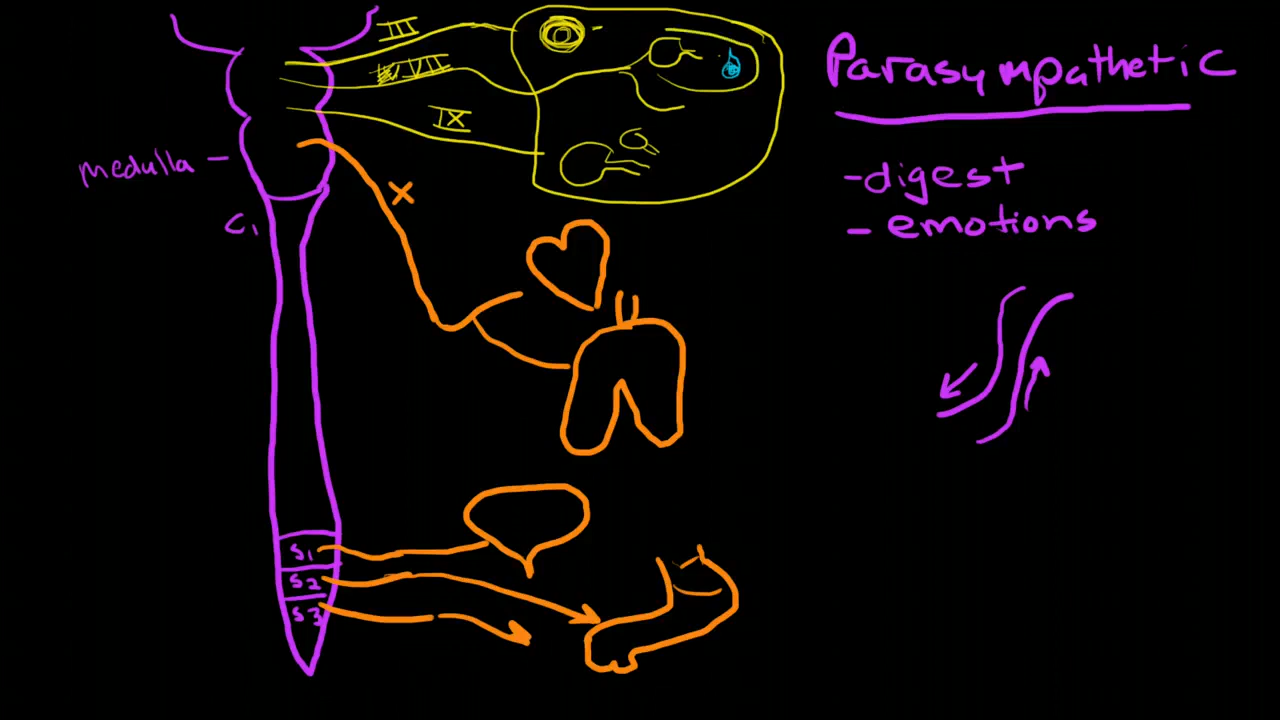 III
VII
IX
Parasympathetic
medulla -
- digest
- emotions
X
C1
S1
S2
S3